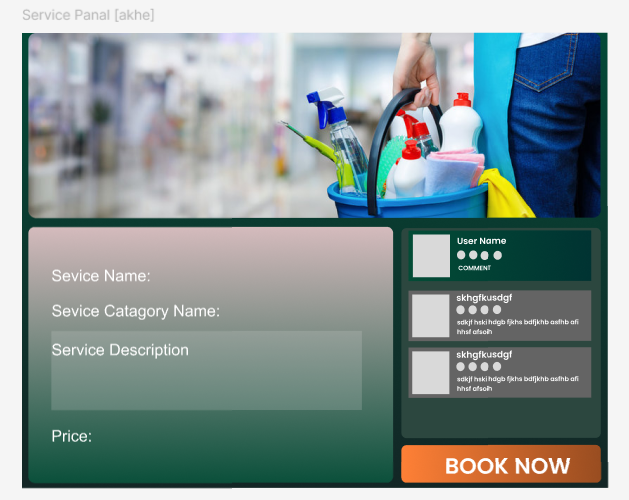 Service Panal [akhe]
Sevice Name:
Sevice Catagory Name:
Service Description
Price:
User Name
COMMENT
skhgfkusdgf
sdkjf hski hdgb fjkhs bdfjkhb asfhb afi
hhsf afsoih
skhgfkusdgf
sdkjf hski hdgb fjkhs bdfjkhb asfhb afi
hhsf afsoih
BOOK NOW